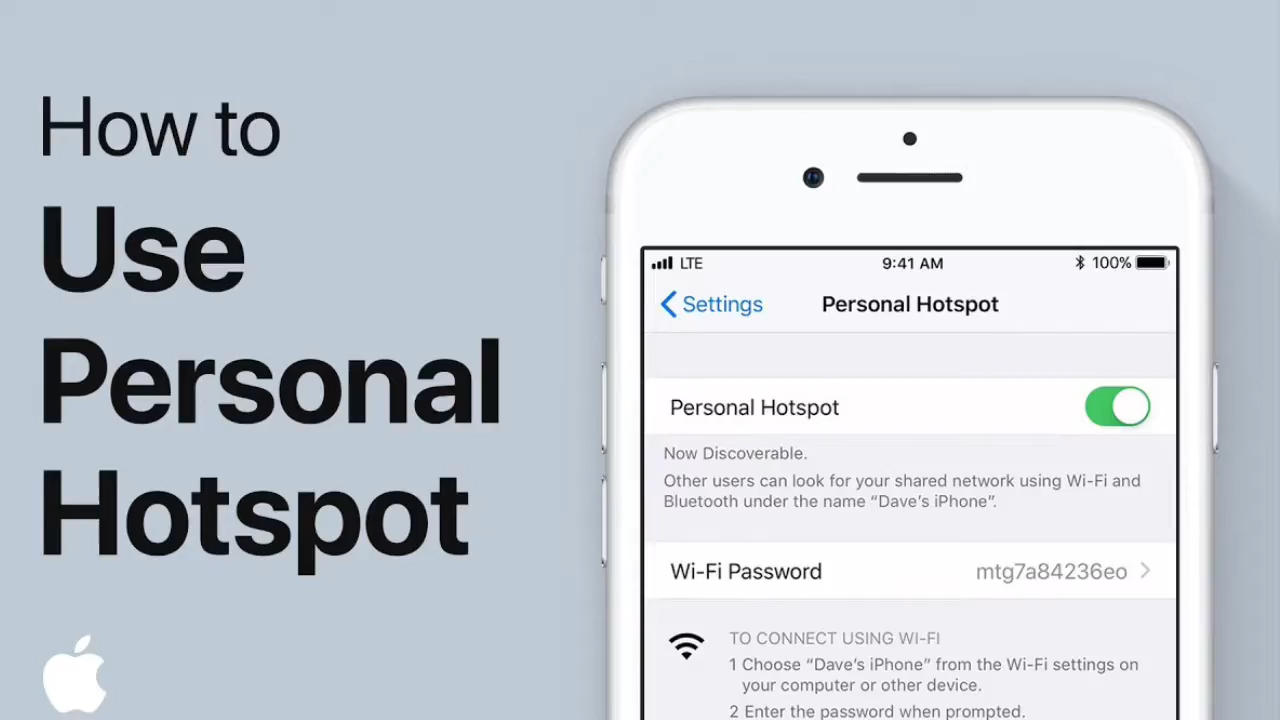 How to
Use
Personal
Hotspot
LTE
9:41 AM
100%
Settings
Personal Hotspot
Personal Hotspot
Now Discoverable.
Other users can look for your shared network using Wi-Fi and
Bluetooth under the name “Dave’s iPhone”.
Wi-Fi Password
mtg7a84236eo
TO CONNECT USING WI-FI
1 Choose “Dave’s iPhone” from the Wi-Fi settings on
your computer or other device.
2 Enter the password when prompted.